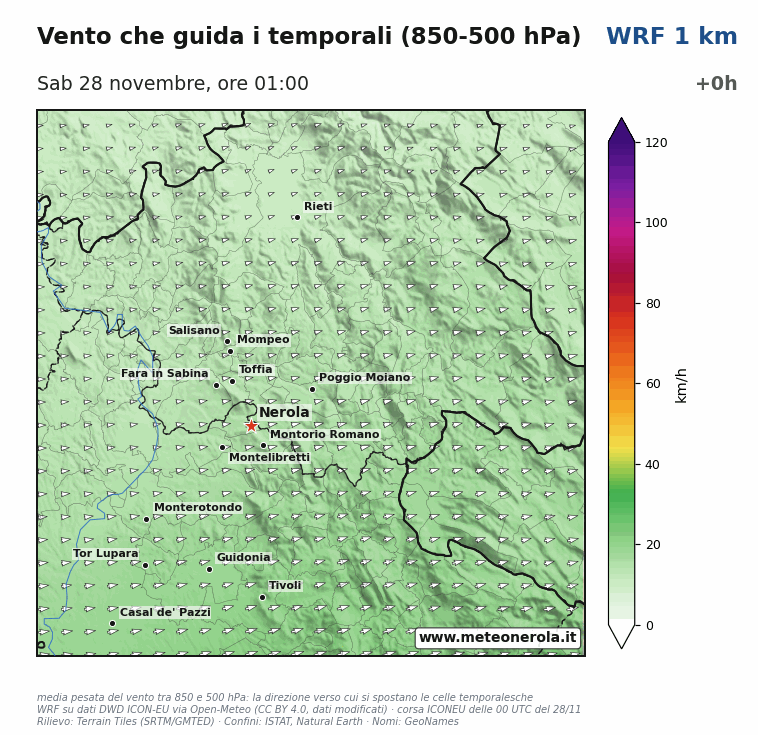 Vento che guida i temporali (850-500 hPa) WRF 1 km
Sab 28 novembre, ore 01:00 +0h
Rieti
Salisano
Mompeo
Fara in Sabina
Toffia
Poggio Moiano
Nerola
Montorio Romano
Montelibretti
Monterotondo
Tor Lupara
Guidonia
Tivoli
Casal de' Pazzi
www.meteonerola.it
120
100
80
60
40
20
0
km/h
media pesata del vento tra 850 e 500 hPa: la direzione verso cui si spostano le celle temporalesche
WRF su dati DWD ICON-EU via Open-Meteo (CC BY 4.0, dati modificati) · corsa ICONEU delle 00 UTC del 28/11
Rilievo: Terrain Tiles (SRTM/GMTED) · Confini: ISTAT, Natural Earth · Nomi: GeoNames